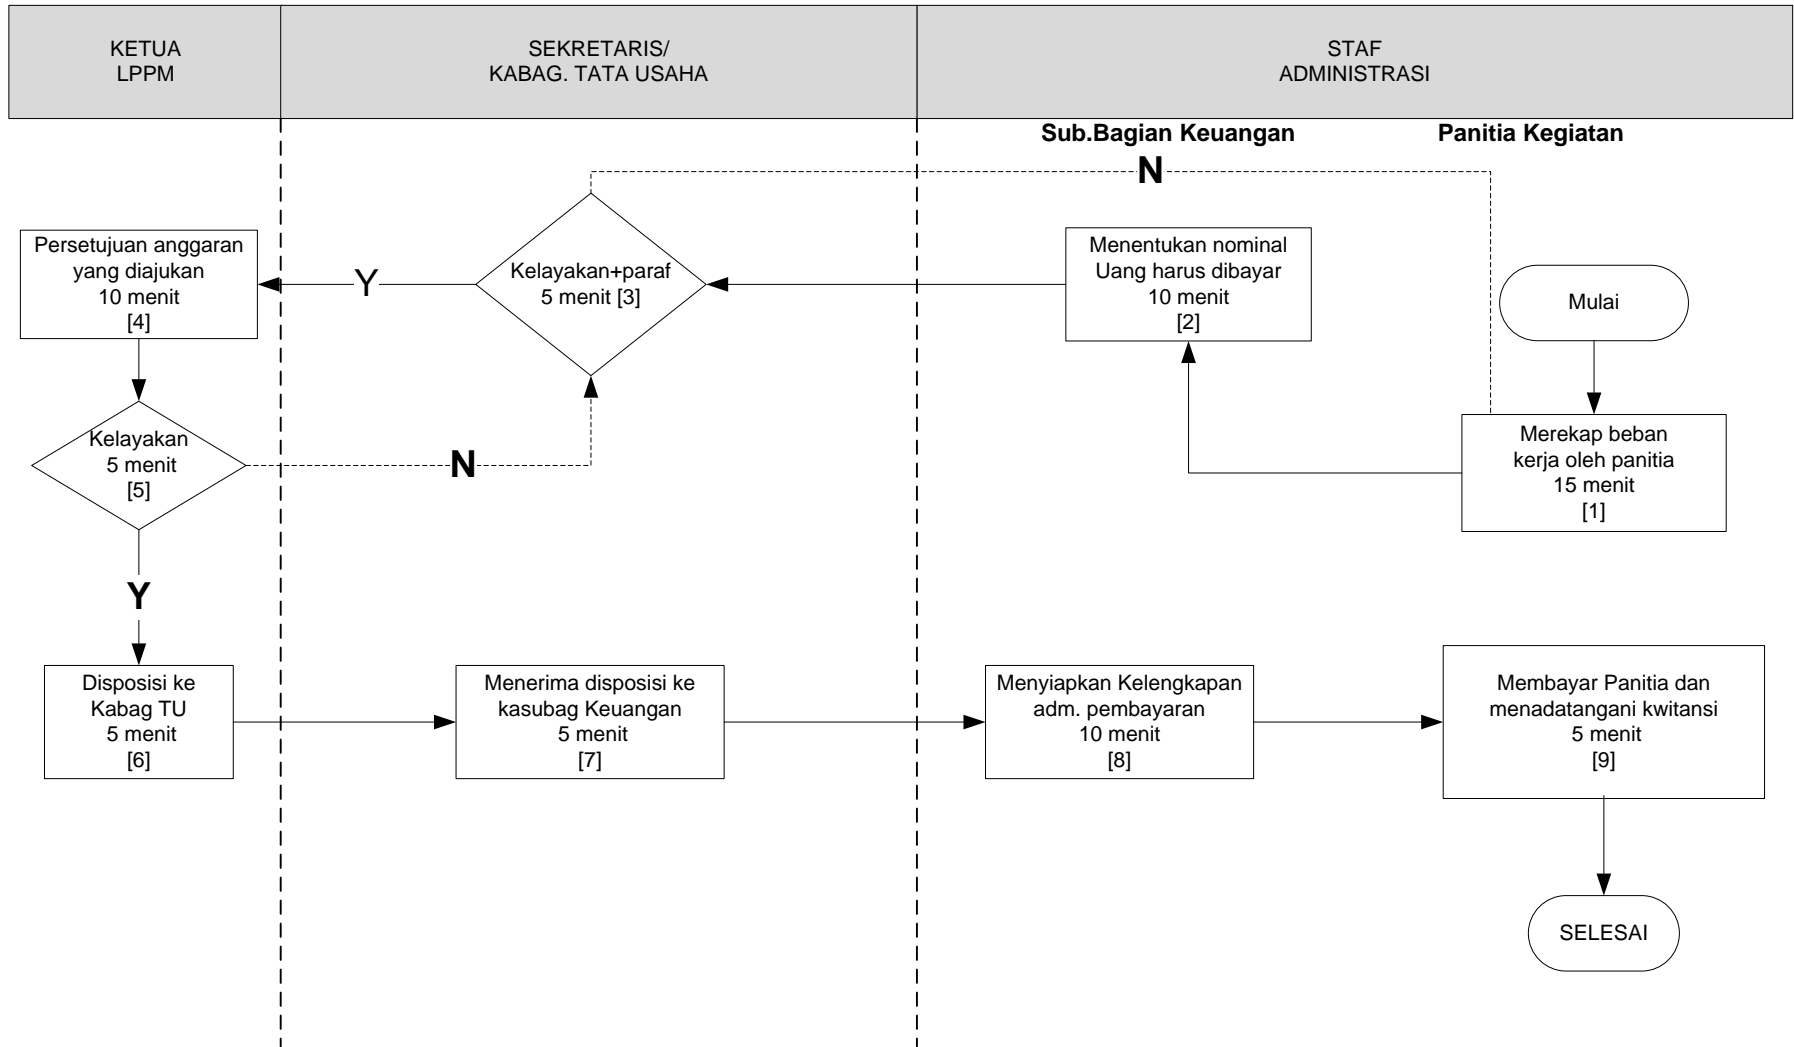 KETUA
LPPM
SEKRETARIS/
KABAG. TATA USAHA
STAF
ADMINISTRASI
Sub.Bagian Keuangan
Panitia Kegiatan
N
Persetujuan anggaran
yang diajukan
10 menit
[4]
Y
Kelayakan+paraf
5 menit [3]
Menentukan nominal
Uang harus dibayar
10 menit
[2]
Mulai
Kelayakan
5 menit
[5]
N
Merekap beban
kerja oleh panitia
15 menit
[1]
Y
Disposisi ke
Kabag TU
5 menit
[6]
Menerima disposisi ke
kasubag Keuangan
5 menit
[7]
Menyiapkan Kelengkapan
adm. pembayaran
10 menit
[8]
Membayar Panitia dan
menadatangani kwitansi
5 menit
[9]
SELESAI